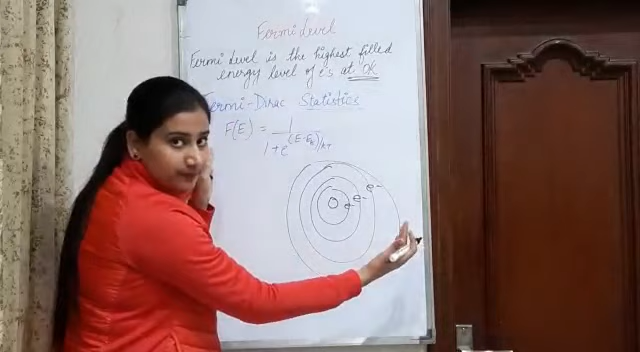 Fermi Level
Fermi Level is the highest filled
energy level of e⁻s at 0K
Fermi-Dirac Statistics
F(E) = 1
1 + e^(E-E_F)/kT
e-
e-
e-